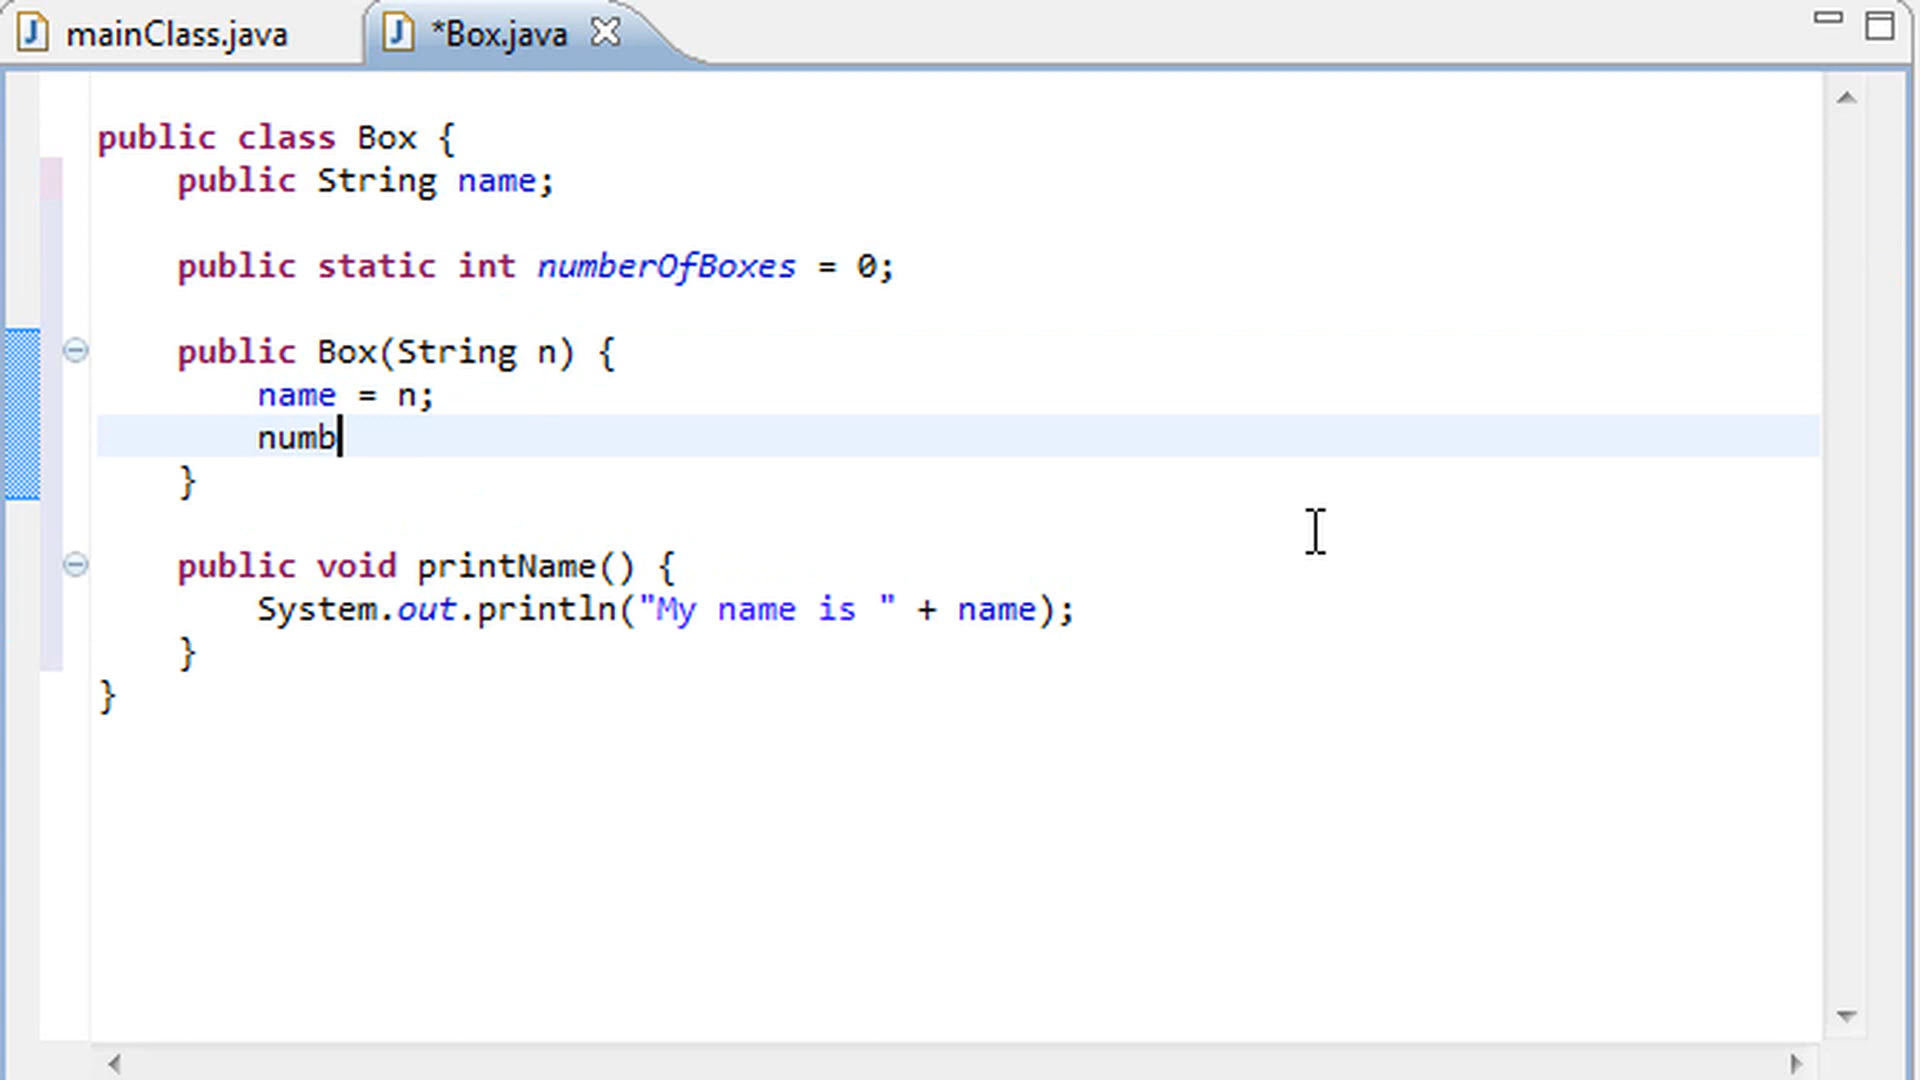 mainClass.java
*Box.java
public class Box {
public String name;
public static int numberOfBoxes = 0;
public Box(String n) {
name = n;
numb
}
public void printName() {
System.out.println("My name is " + name);
}
}